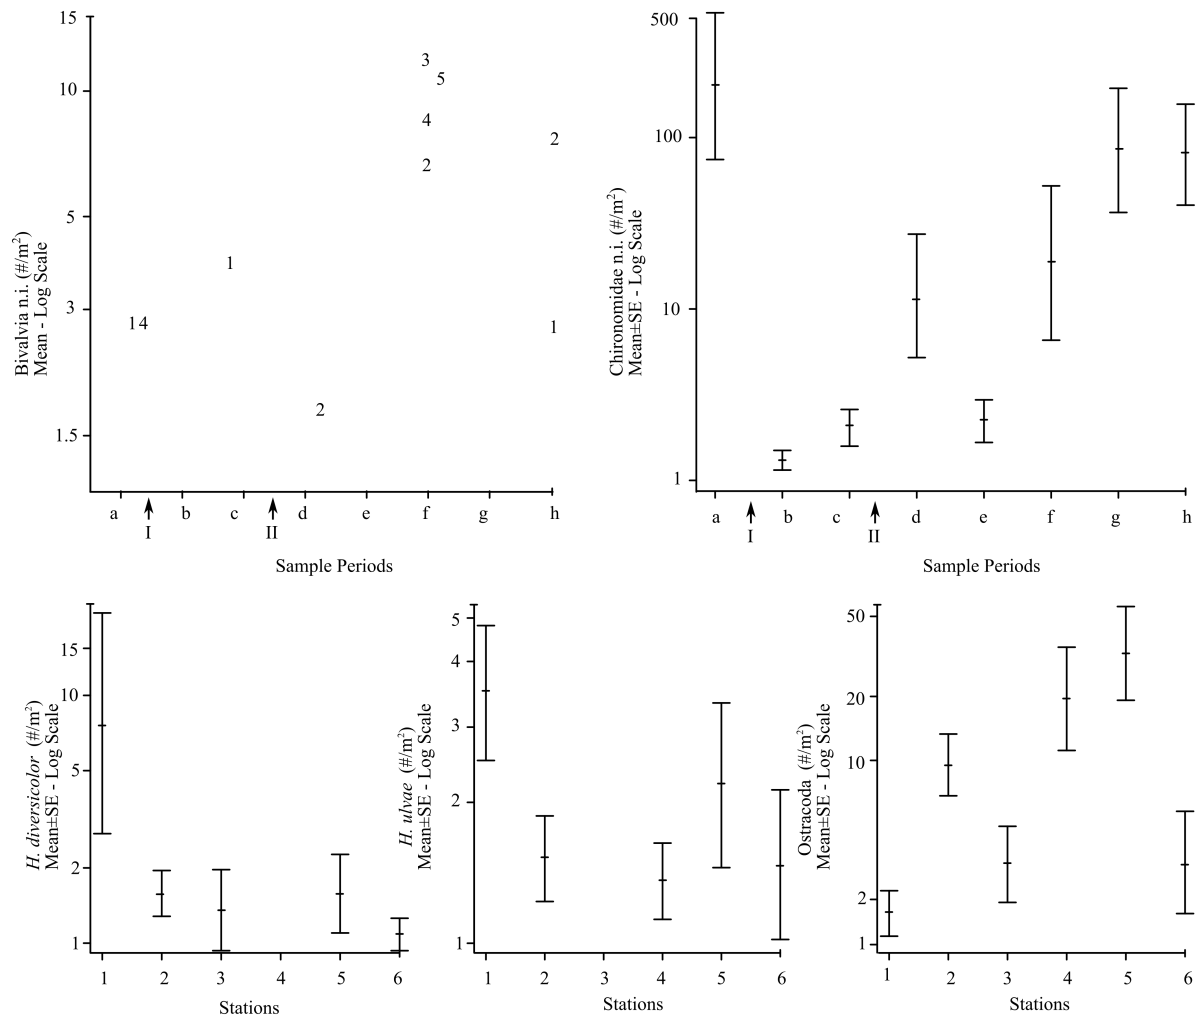 15
10
5
3
1.5
3
5
4
2
2
1
14
1
2
a
b
c
d
e
f
g
h
I
II
Sample Periods
Bivalvia n.i. (#/m²)
Mean - Log Scale
500
100
10
1
a
b
c
d
e
f
g
h
I
II
Sample Periods
Chironomidae n.i. (#/m²)
Mean±SE - Log Scale
15
10
5
2
1
1
2
3
4
5
6
Stations
H. diversicolor (#/m²)
Mean±SE - Log Scale
5
4
3
2
1
1
2
3
4
5
6
Stations
H. ulvae (#/m²)
Mean±SE - Log Scale
50
20
10
2
1
1
2
3
4
5
6
Stations
Ostracoda (#/m²)
Mean±SE - Log Scale